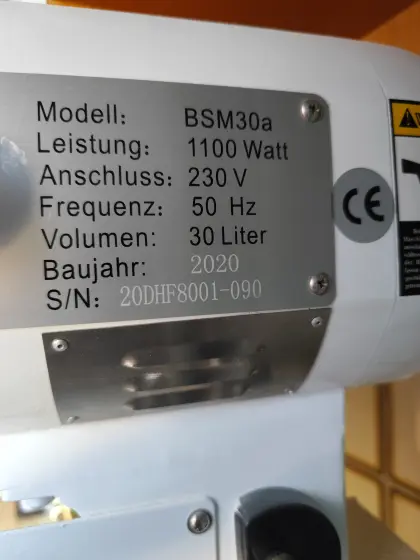 Modell: BSM30a
Leistung: 1100 Watt
Anschluss: 230 V
Frequenz: 50 Hz
Volumen: 30 Liter
Baujahr: 2020
S/N: 20DHF8001-090
CE